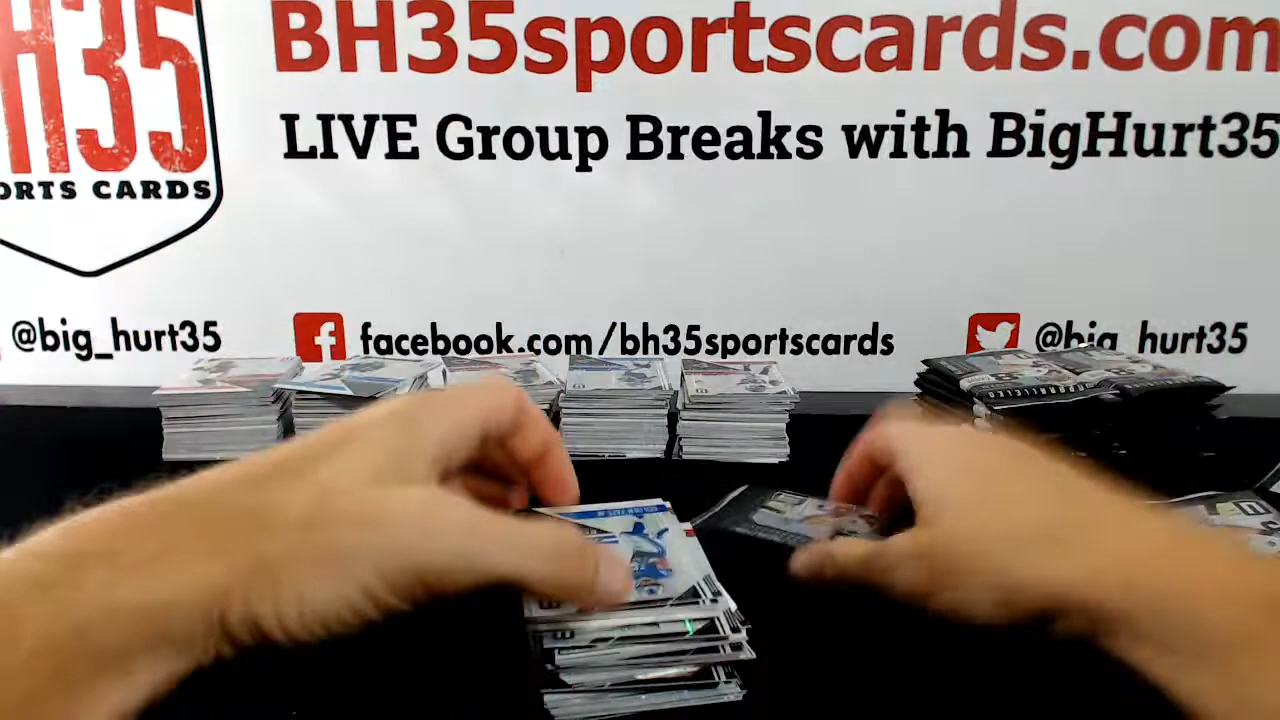 BH35sportscards.com
LIVE Group Breaks with BigHurt35
H35
ORTS CARDS
@big_hurt35
facebook.com/bh35sportscards
@big_hurt35